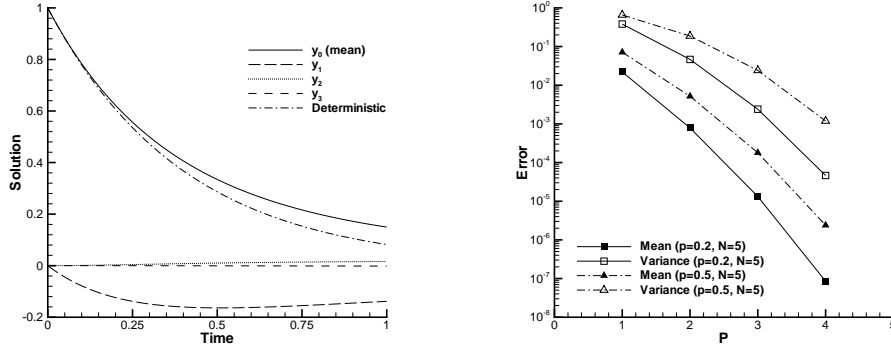 1
0.8
0.6
0.4
0.2
0
-0.2
Solution
0
0.25
0.5
0.75
1
Time
y0 (mean)
y1
y2
y3
Deterministic
10^0
10^-1
10^-2
10^-3
10^-4
10^-5
10^-6
10^-7
10^-8
Error
0
1
2
3
4
5
P
Mean (p=0.2, N=5)
Variance (p=0.2, N=5)
Mean (p=0.5, N=5)
Variance (p=0.5, N=5)